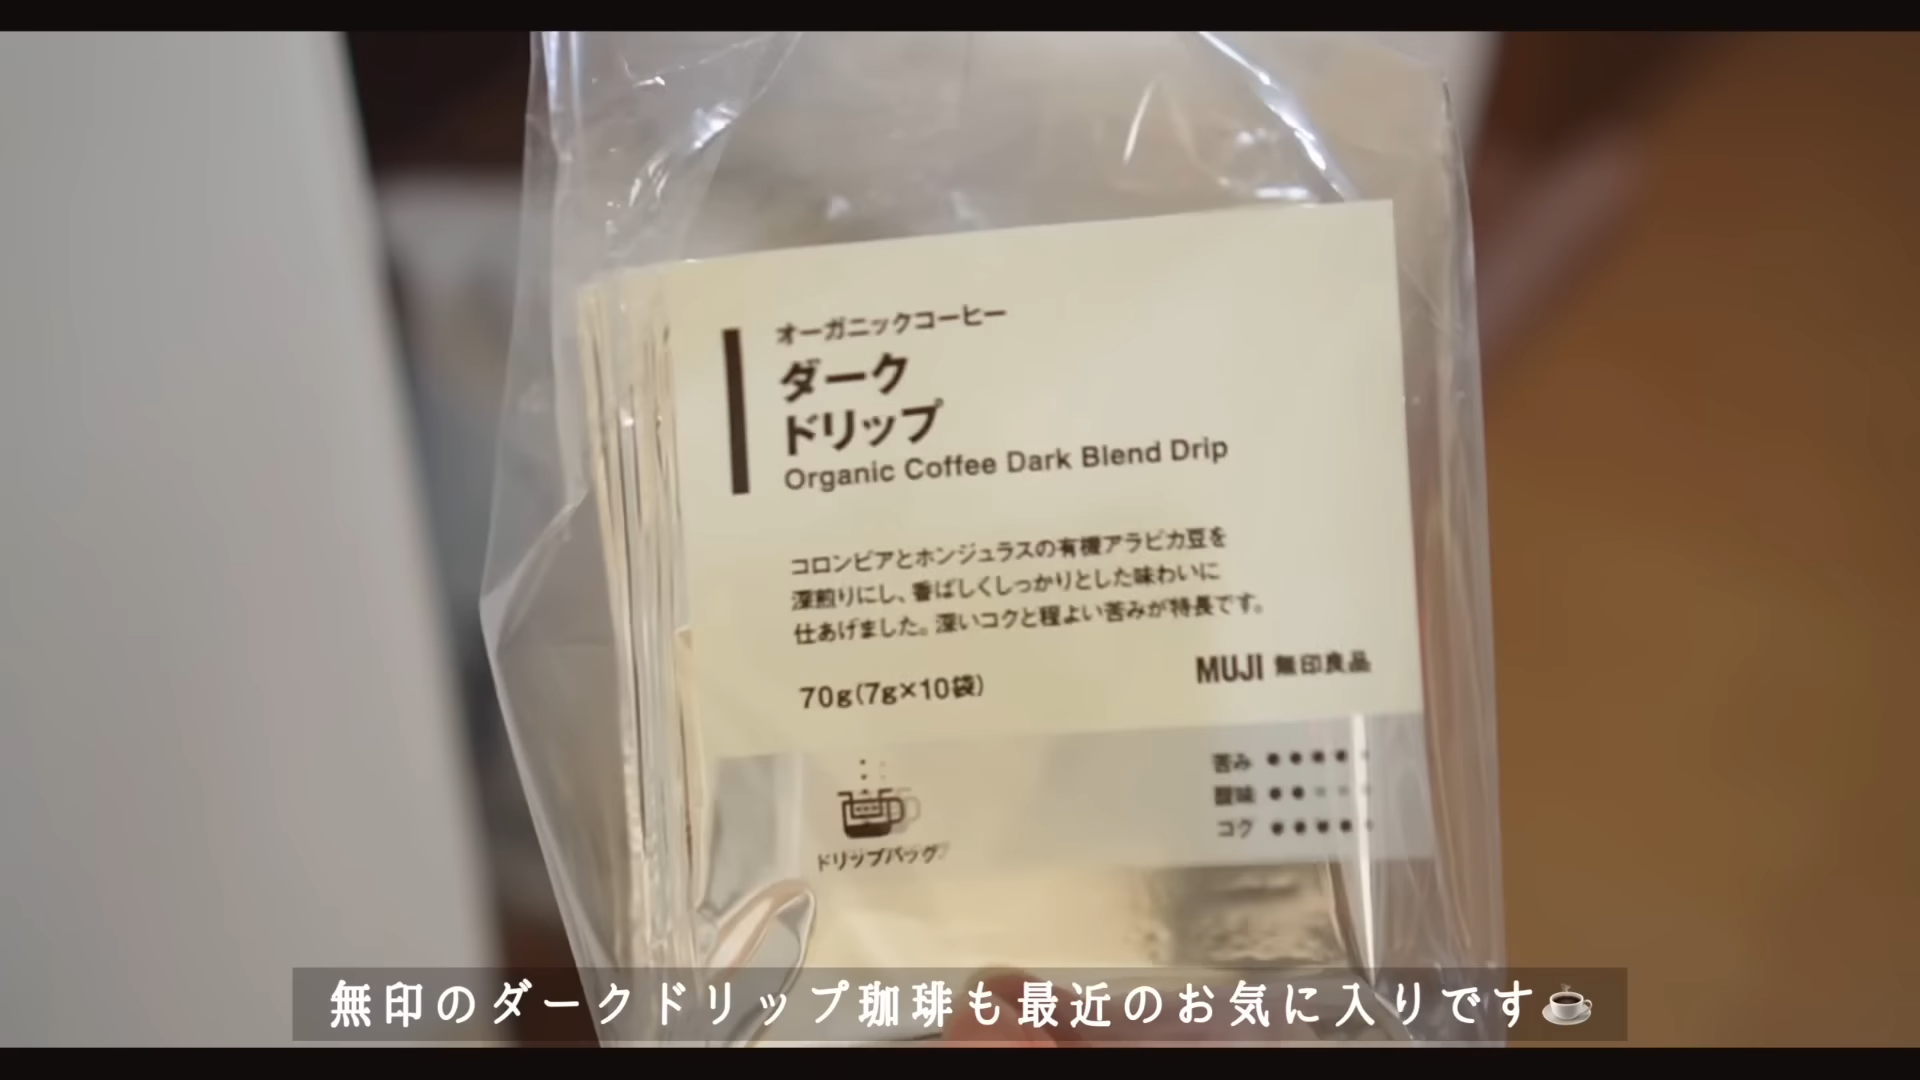 オーガニックコーヒー
ダーク
ドリップ
Organic Coffee Dark Blend Drip
コロンビアとホンジュラスの有機アラビカ豆を
深煎りにし、香ばしくしっかりとした味わいに
仕あげました。深いコクと程よい苦みが特長です。
70g(7g×10袋)
MUJI 無印良品
苦み
酸味
コク
ドリップバッグ
無印のダークドリップ珈琲も最近のお気に入りです☕